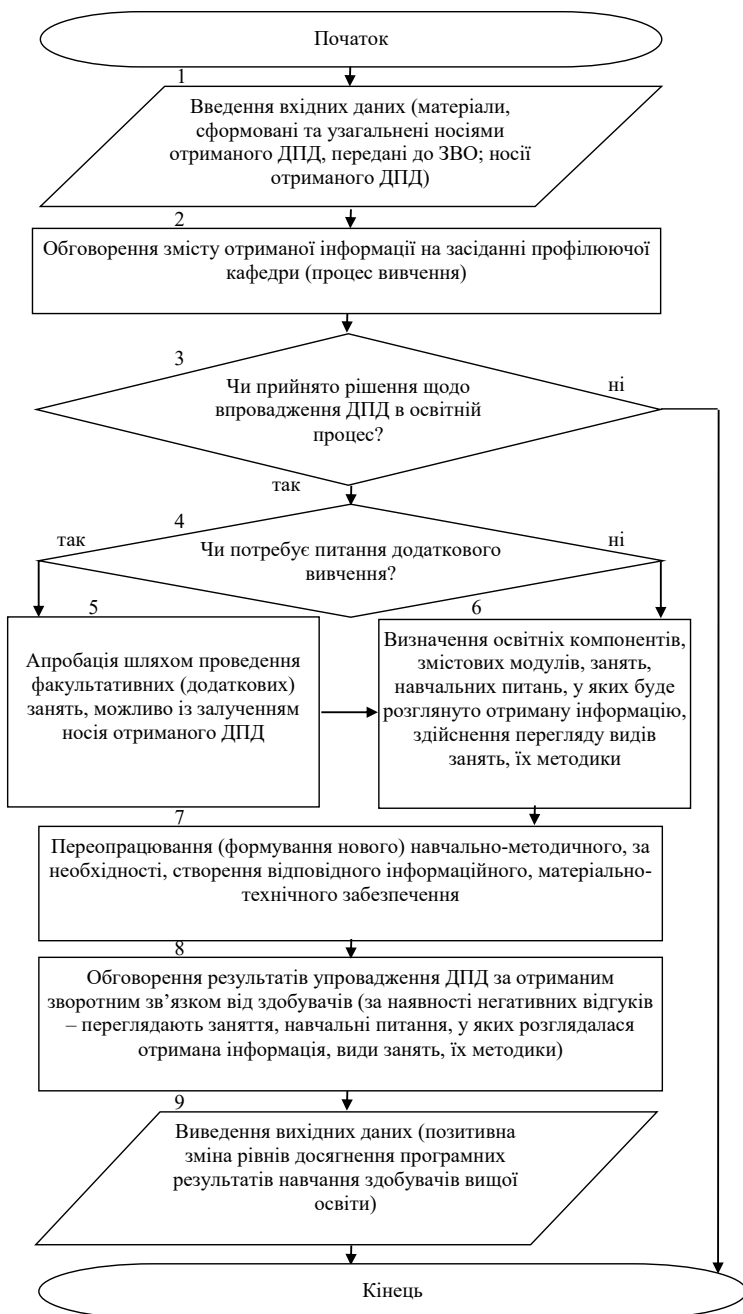 Початок
1
Введення вхідних даних (матеріали,
сформовані та узагальнені носіями
отриманого ДПД, передані до ЗВО; носії
отриманого ДПД)
2
Обговорення змісту отриманої інформації на засіданні профілюючої
кафедри (процес вивчення)
3
Чи прийнято рішення щодо
впровадження ДПД в освітній
процес?
ні
так
4
так
Чи потребує питання додаткового
вивчення?
ні
5
Апробація шляхом проведення
факультативних (додаткових)
занять, можливо із залученням
носія отриманого ДПД
6
Визначення освітніх компонентів,
змістових модулів, занять,
навчальних питань, у яких буде
розглянуто отриману інформацію,
здійснення перегляду видів
занять, їх методики
7
Переопрацювання (формування нового) навчально-методичного, за
необхідності, створення відповідного інформаційного, матеріально-
технічного забезпечення
8
Обговорення результатів упровадження ДПД за отриманим
зворотним зв’язком від здобувачів (за наявності негативних відгуків
– переглядають заняття, навчальні питання, у яких розглядалася
отримана інформація, види занять, їх методики)
9
Виведення вихідних даних (позитивна
зміна рівнів досягнення програмних
результатів навчання здобувачів вищої
освіти)
Кінець